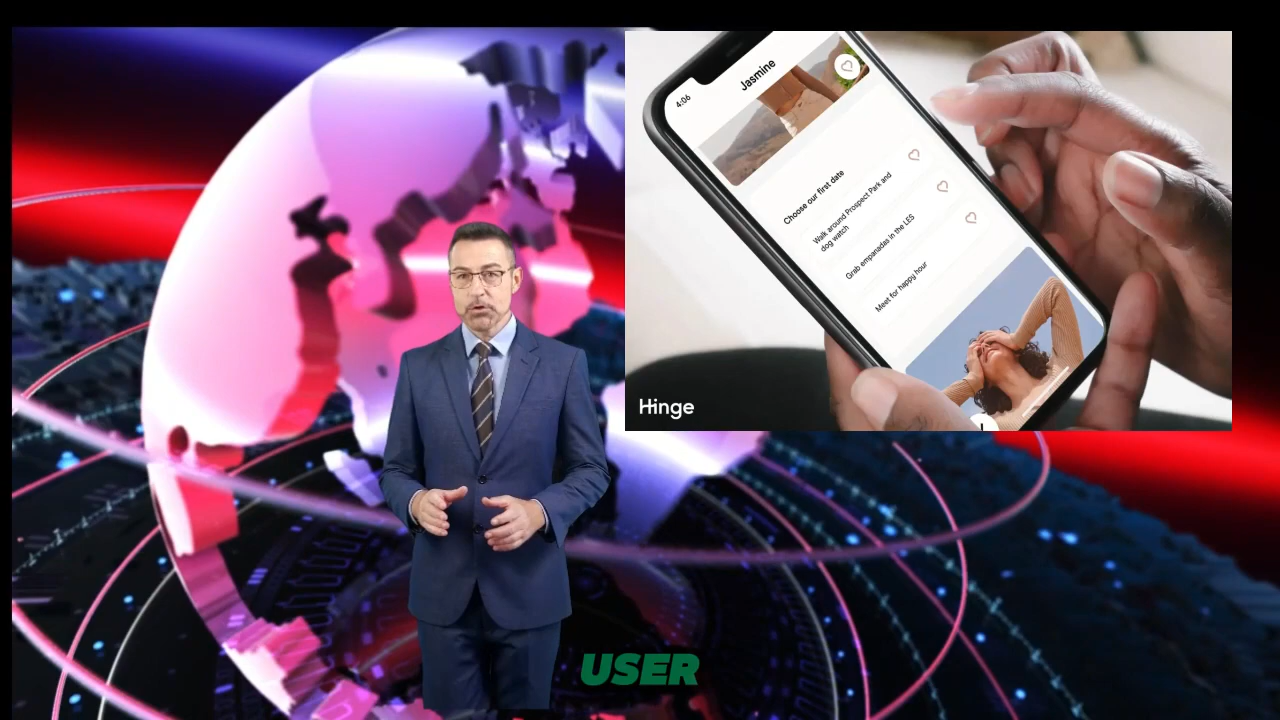 4:06
Jasmine
Choose our first date
Walk around Prospect Park and
dog watch
Grab empanadas in the LES
Meet for happy hour
Hinge
USER